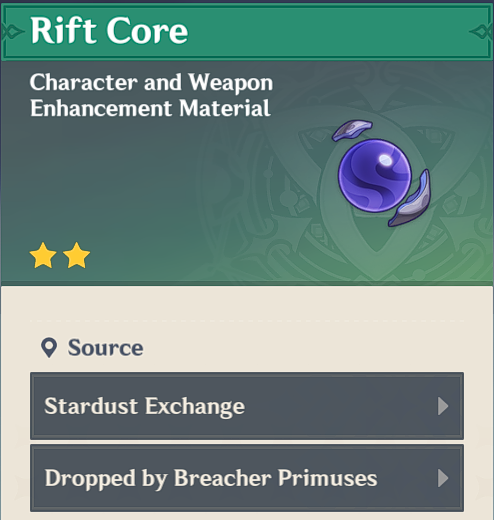 Rift Core
Character and Weapon
Enhancement Material
Source
Stardust Exchange
Dropped by Breacher Primuses